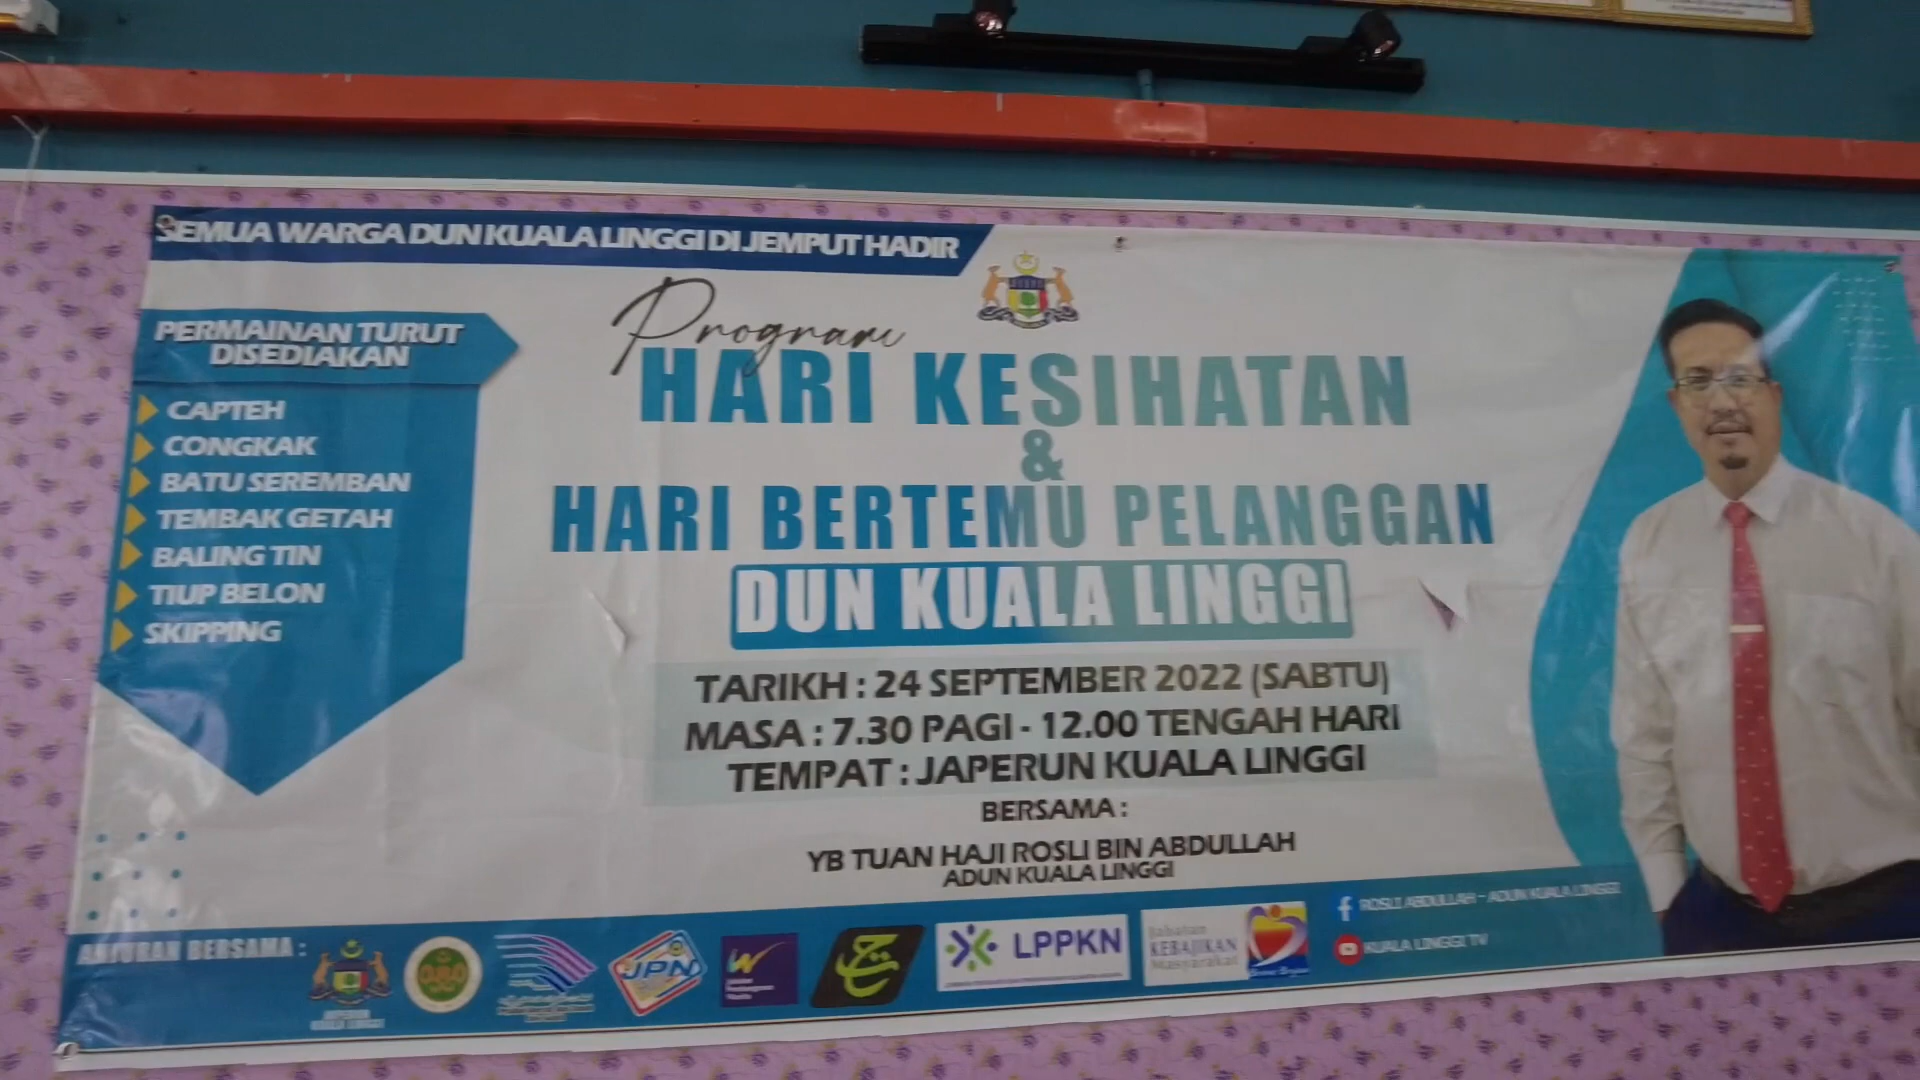 SEMUA WARGA DUN KUALA LINGGI DI JEMPUT HADIR
PERMAINAN TURUT
DISEDIAKAN
CAPTEH
CONGKAK
BATU SEREMBAN
TEMBAK GETAH
BALING TIN
TIUP BELON
SKIPPING
Program
HARI KESIHATAN
&
HARI BERTEMU PELANGGAN
DUN KUALA LINGGI
TARIKH : 24 SEPTEMBER 2022 (SABTU)
MASA : 7.30 PAGI - 12.00 TENGAH HARI
TEMPAT : JAPERUN KUALA LINGGI
BERSAMA :
YB TUAN HAJI ROSLI BIN ABDULLAH
ADUN KUALA LINGGI
ANJURAN BERSAMA :
JAPERUN
KUALA LINGGI
JPN
LPPKN
Jabatan
KEBAJIKAN
Masyarakat
ROSLI ABDULLAH - ADUN KUALA LINGGI
KUALA LINGGI TV